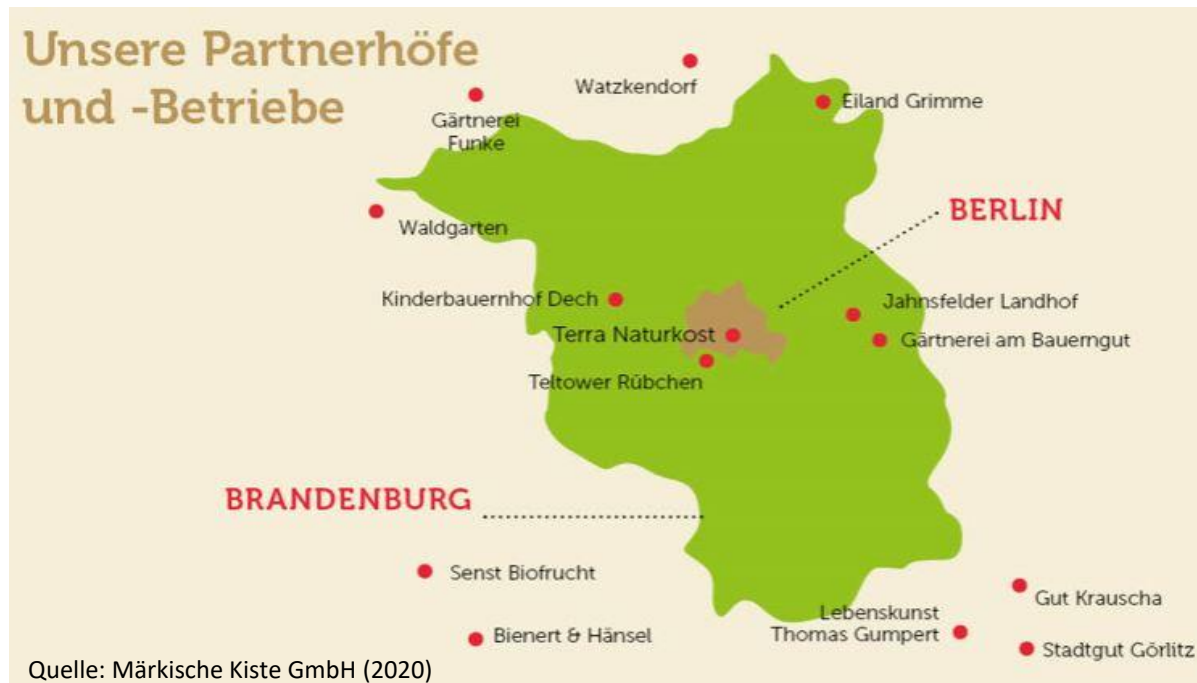 Unsere Partnerhöfe
und -Betriebe
Watzkendorf
Eiland Grimme
Gärtnerei
Funke
BERLIN
Waldgarten
Kinderbauernhof Dech
Jahnsfelder Landhof
Terra Naturkost
Gärtnerei am Bauerngut
Teltower Rübchen
BRANDENBURG
Senst Biofrucht
Gut Krauscha
Lebenskunst
Thomas Gumpert
Bienert & Hänsel
Stadtgut Görlitz
Quelle: Märkische Kiste GmbH (2020)